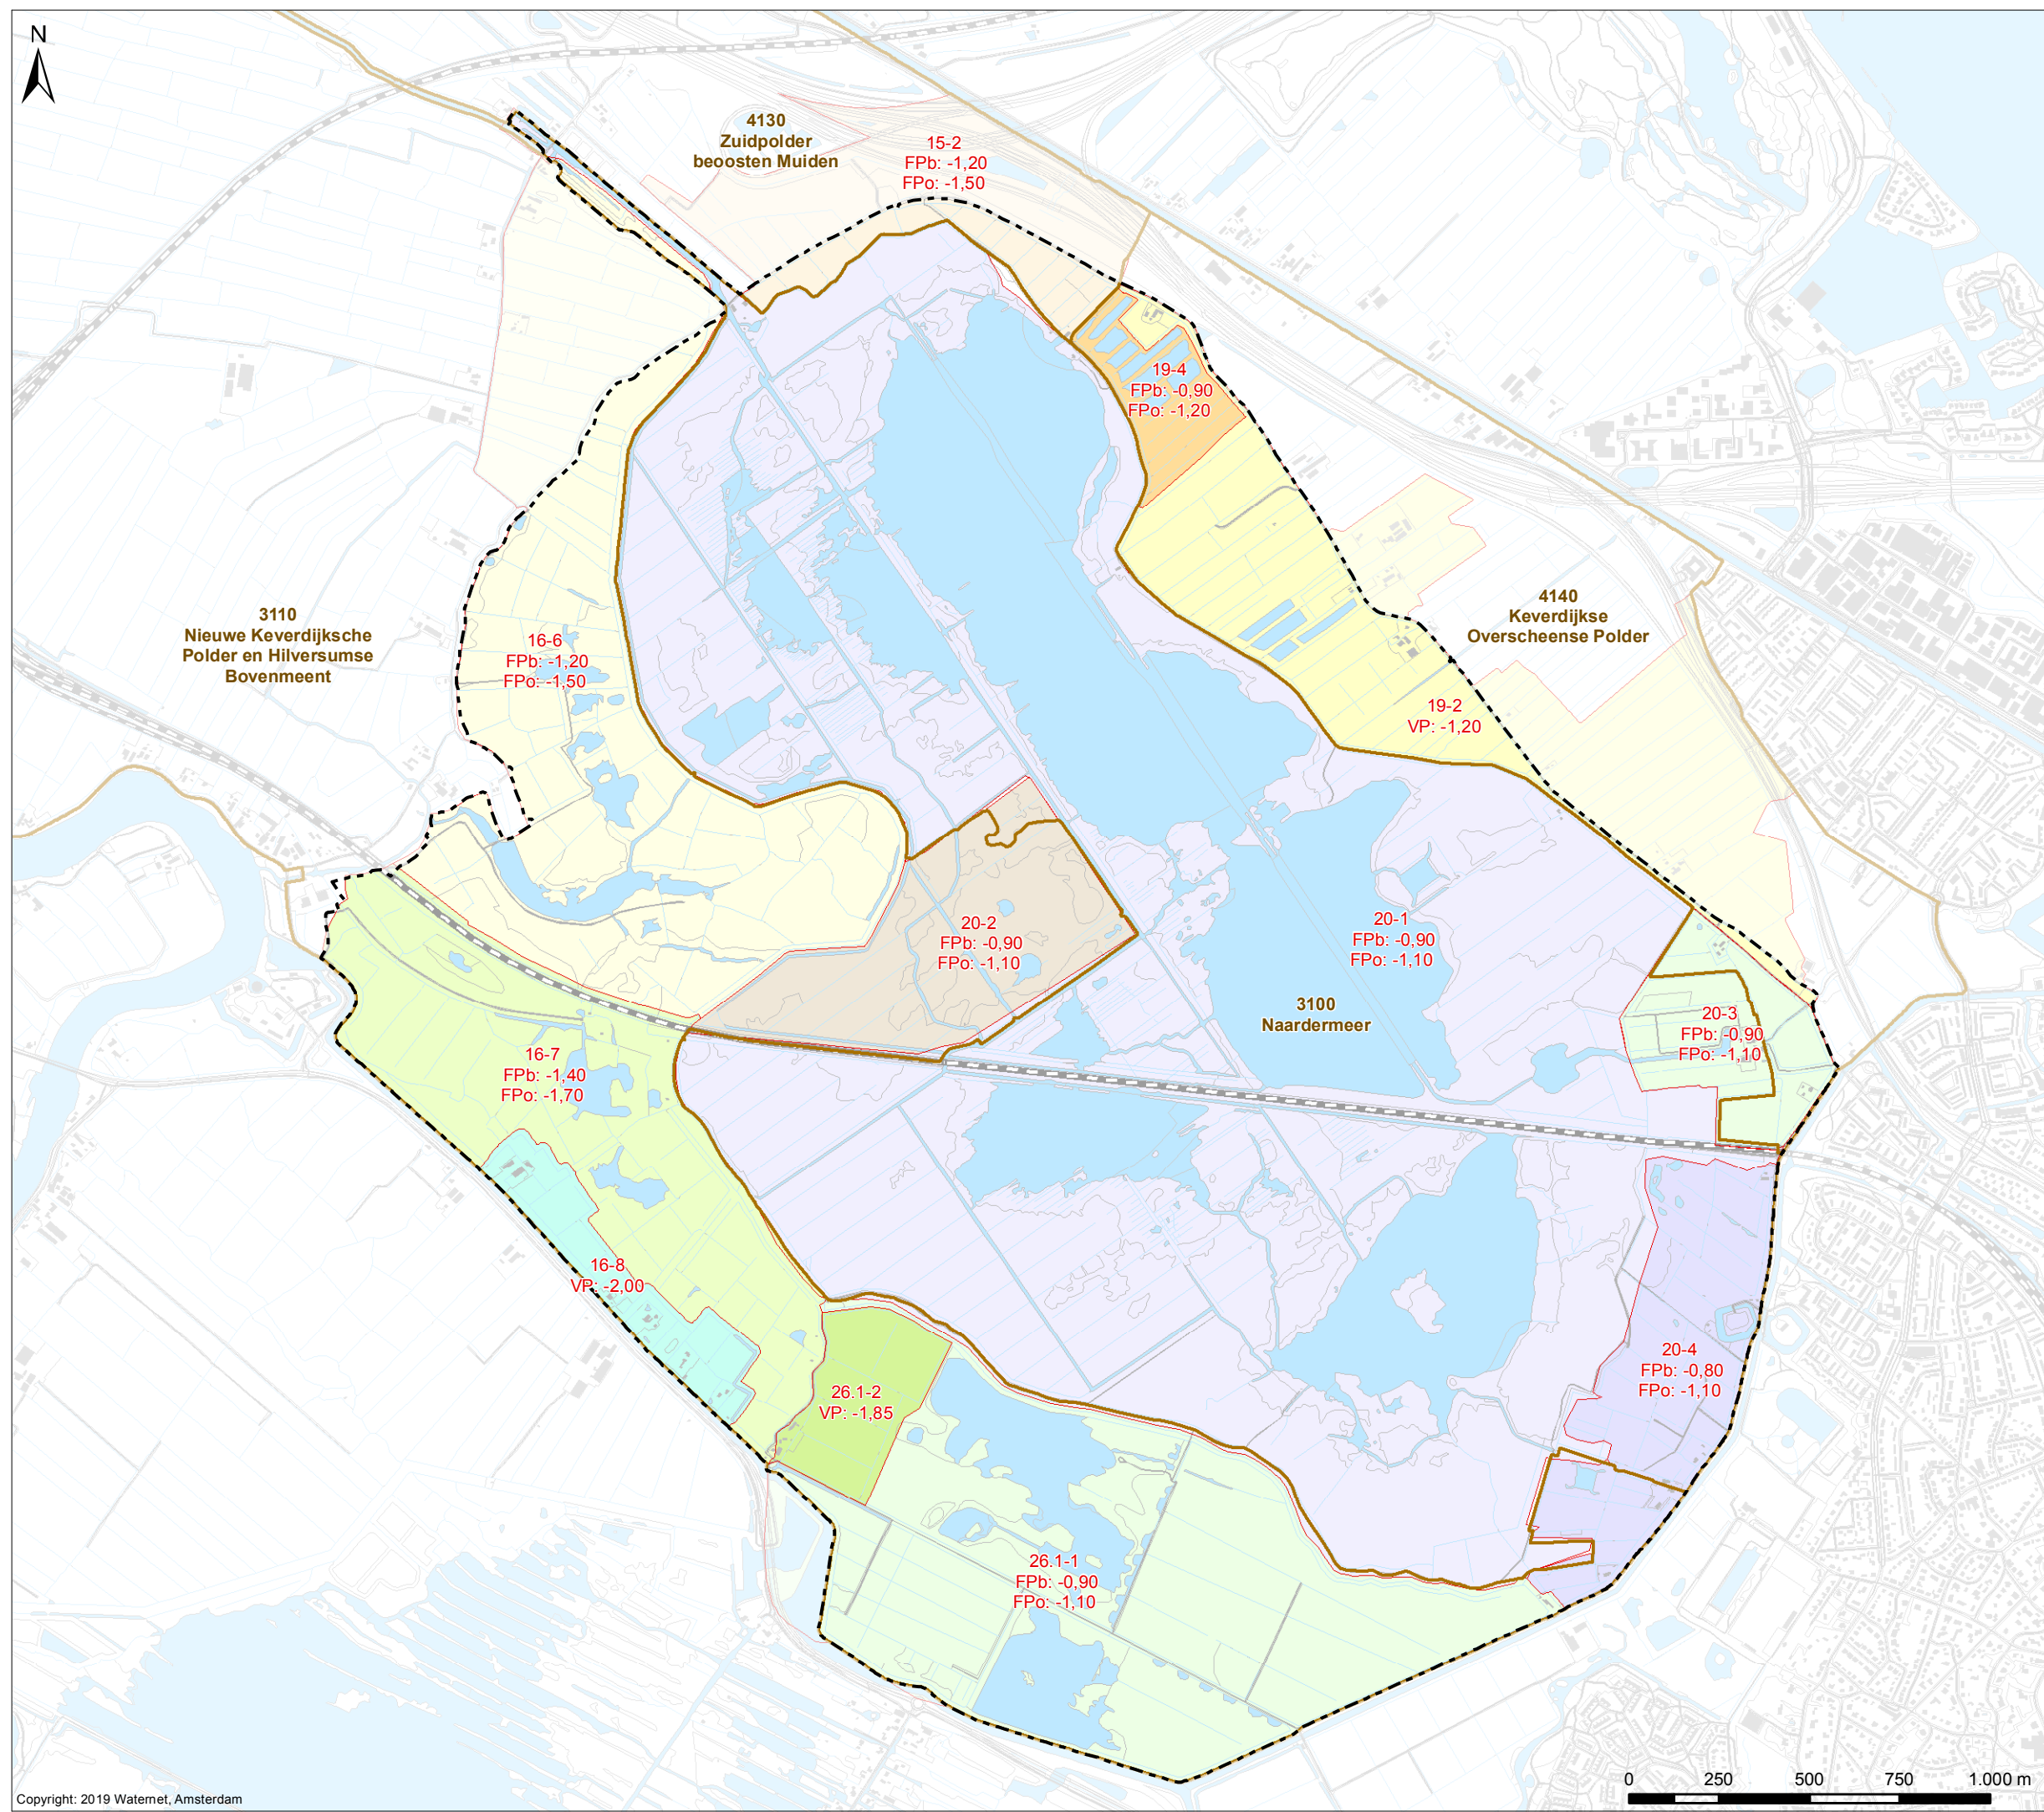 N
4130
Zuidpolder
beoosten Muiden
15-2
FPb: -1,20
FPo: -1,50
19-4
FPb: -0,90
FPo: -1,20
3110
Nieuwe Keverdijksche
Polder en Hilversumse
Bovenmeent
16-6
FPb: -1,20
FPo: -1,50
4140
Keverdijkse
Overscheense Polder
19-2
VP: -1,20
20-2
FPb: -0,90
FPo: -1,10
20-1
FPb: -0,90
FPo: -1,10
3100
Naardermeer
20-3
FPb: -0,90
FPo: -1,10
16-7
FPb: -1,40
FPo: -1,70
16-8
VP: -2,00
20-4
FPb: -0,80
FPo: -1,10
26.1-2
VP: -1,85
26.1-1
FPb: -0,90
FPo: -1,10
0 250 500 750 1.000 m
Copyright: 2019 Waternet, Amsterdam